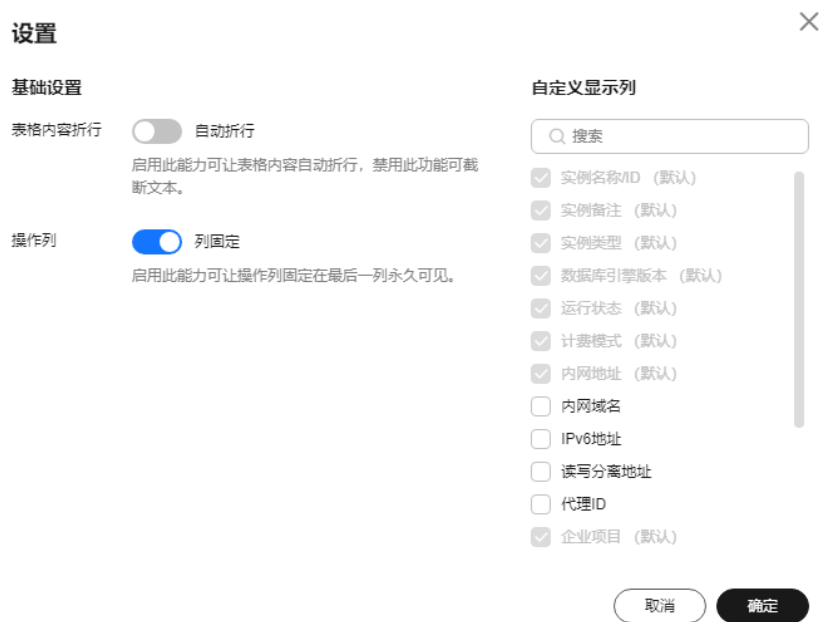 设置
基础设置
表格内容折行
自动折行
启用此能力可让表格内容自动折行，禁用此功能可截
断文本。
操作列
列固定
启用此能力可让操作列固定在最后一列永久可见。
自定义显示列
搜索
实例名称/ID （默认）
实例备注 （默认）
实例类型 （默认）
数据库引擎版本 （默认）
运行状态 （默认）
计费模式 （默认）
内网地址 （默认）
内网域名
IPv6地址
读写分离地址
代理ID
企业项目 （默认）
取消
确定